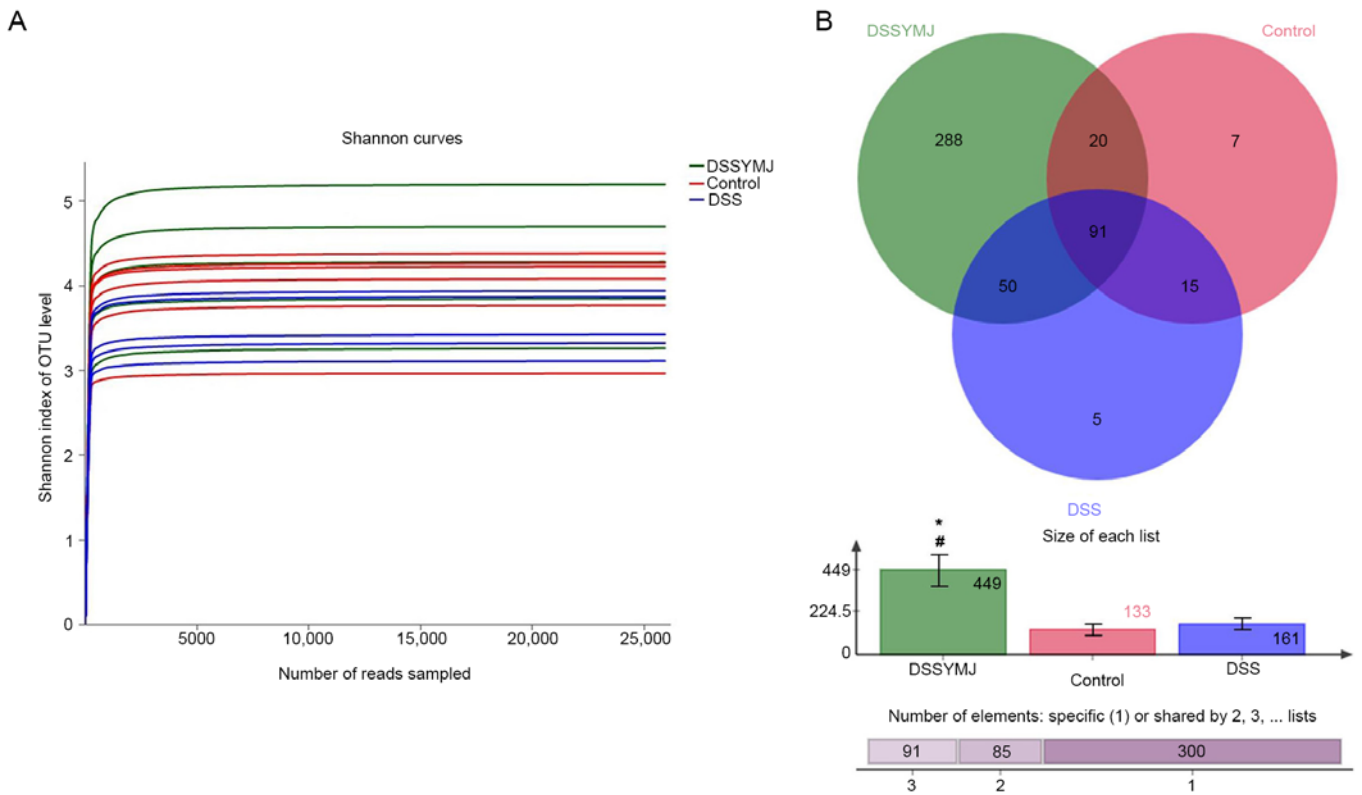 A
Shannon curves
DSSYMJ
Control
DSS
Shannon index of OTU level
5
4
3
2
1
0
5000
10,000
15,000
20,000
25,000
Number of reads sampled
B
DSSYMJ
Control
288
20
7
91
50
15
5
DSS
Size of each list
*
#
449
224.5
0
449
133
161
DSSYMJ
Control
DSS
Number of elements: specific (1) or shared by 2, 3, ... lists
91
85
300
3
2
1